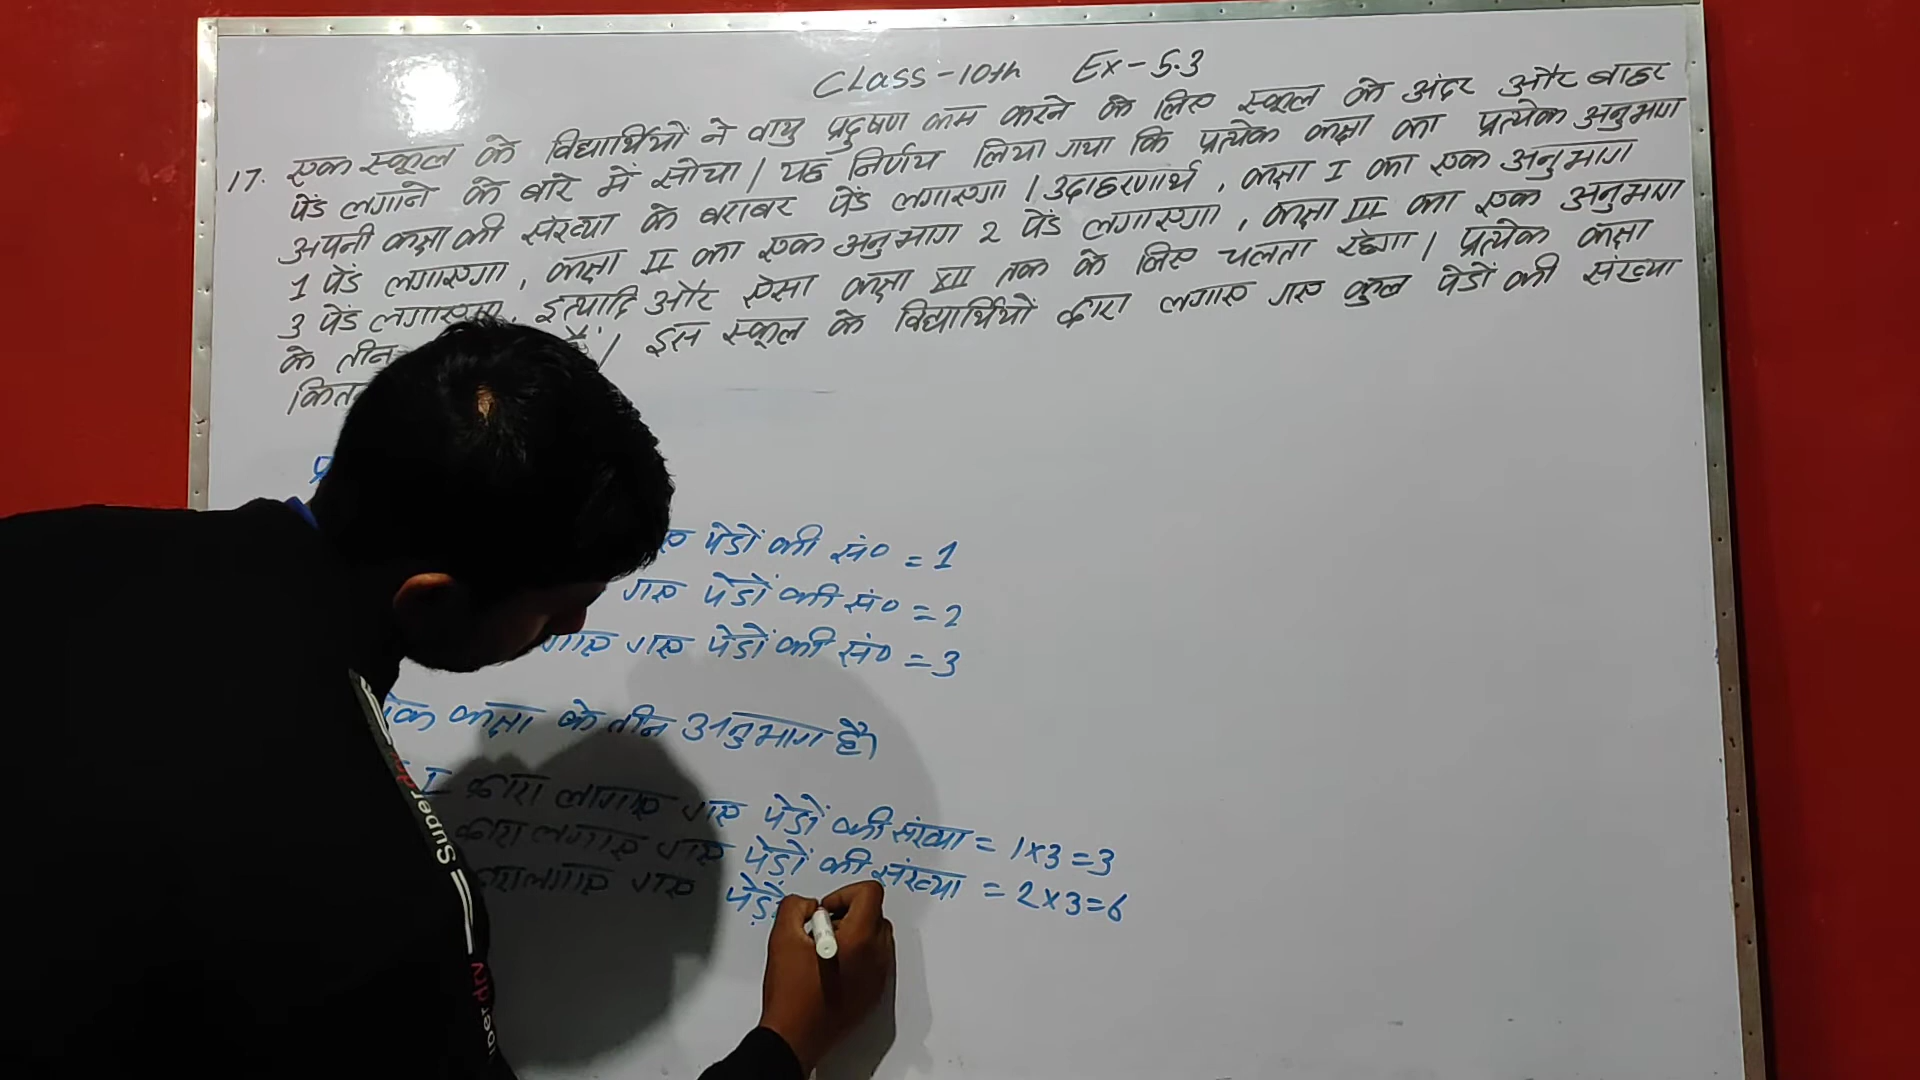 Class-10th Ex-5.3
17. एक स्कूल के विद्यार्थियों ने वायु प्रदुषण कम करने के लिए स्कूल के अंदर और बाहर
पेंड लगाने के बारे में सोचा। यह निर्णय लिया गया कि प्रत्येक कक्षा का प्रत्येक अनुभाग
अपनी कक्षा की संख्या के बराबर पेंड लगाएगा। उदाहरणार्थ, कक्षा I का एक अनुभाग
1 पेंड लगाएगा, कक्षा II का एक अनुभाग 2 पेंड लगाएगा, कक्षा III का एक अनुभाग
3 पेंड लगाएगा, इत्यादि और ऐसा कक्षा XII तक के लिए चलता रहेगा। प्रत्येक कक्षा
के तीन हैं। इस स्कूल के विद्यार्थियों द्वारा लगाए गए कुल पेडों की संख्या
पेडों की सं० = 1
गए पेडों की सं० = 2
गए पेडों की सं० = 3
कक्षा के तीन अनुभाग है।
I द्वारा लागाए गए पेडों की संख्या = 1×3=3
द्वारा लगाए गए पेडों की संख्या = 2×3=6
गए